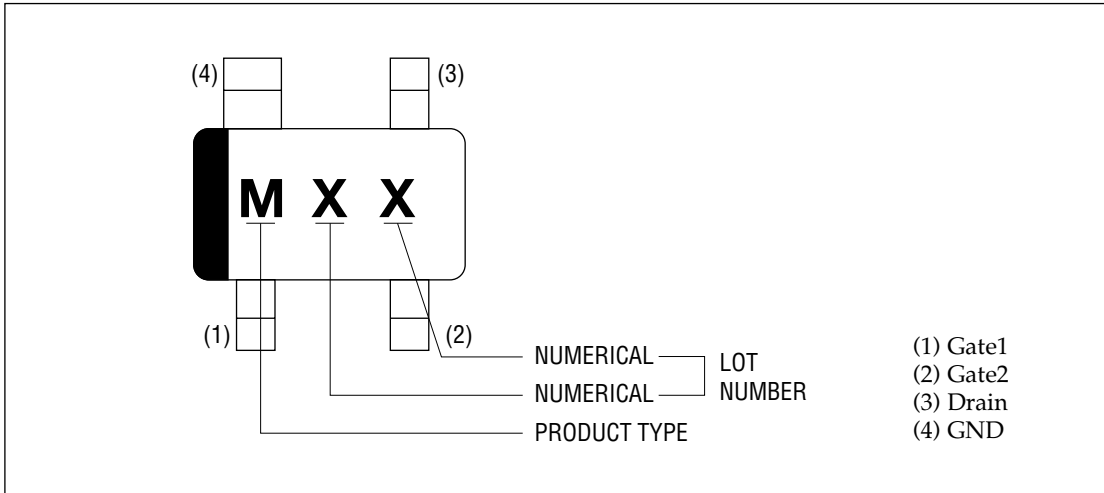 (4)
(3)
M X X
(1)
(2)
NUMERICAL
NUMERICAL
LOT
NUMBER
PRODUCT TYPE
(1) Gate1
(2) Gate2
(3) Drain
(4) GND